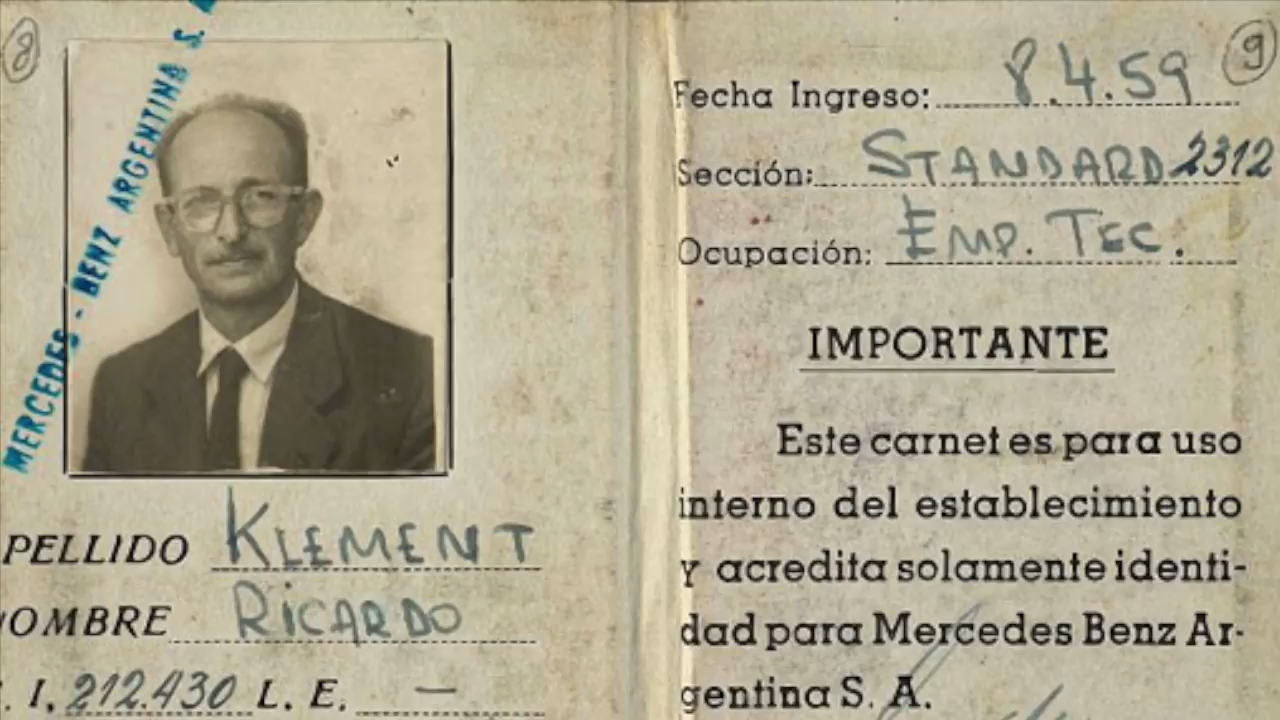 8
MERCEDES - BENZ ARGENTINA S.
PELLIDO KLEMENT
OMBRE RICARDO
. I. 212.430 L. E. —
9
Fecha Ingreso: 8.4.59
Sección: STANDARD 2312
Ocupación: EMP. TEC.
IMPORTANTE
Este carnet es para uso
interno del establecimiento
y acredita solamente identi-
dad para Mercedes Benz Ar-
gentina S. A.